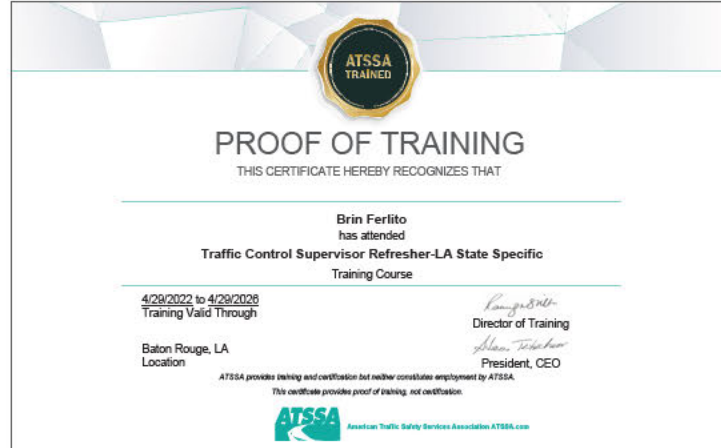 ATSSA
TRAINED
PROOF OF TRAINING
THIS CERTIFICATE HEREBY RECOGNIZES THAT
Brin Ferlito
has attended
Traffic Control Supervisor Refresher-LA State Specific
Training Course
4/29/2022 to 4/29/2026
Training Valid Through
Director of Training
Baton Rouge, LA
Location
President, CEO
ATSSA provides training and certification but neither constitutes employment by ATSSA.
This certificate provides proof of training, not certification.
ATSSA
American Traffic Safety Services Association ATSSA.com